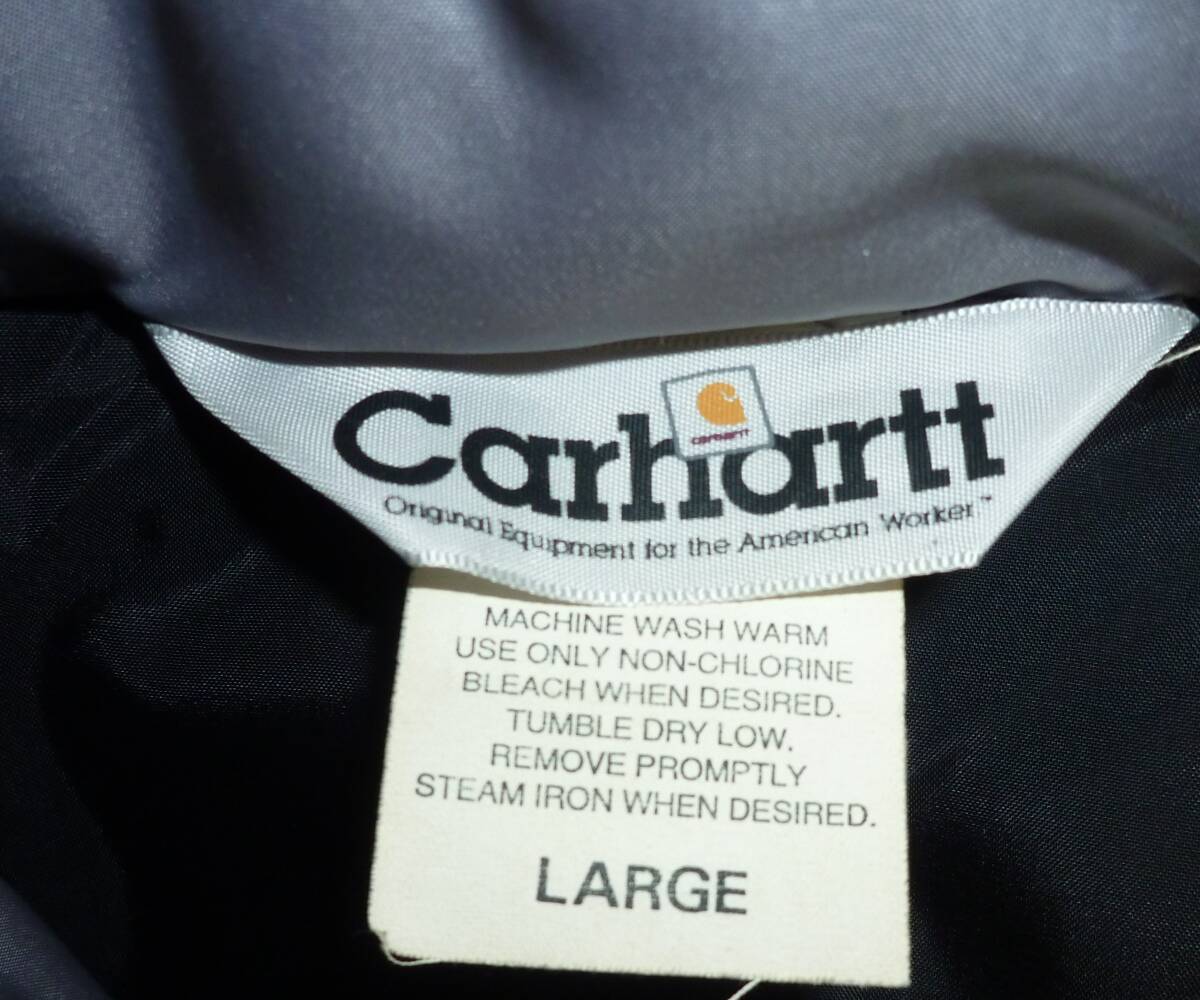 Carhartt
carhartt
Original Equipment for the American Worker™
MACHINE WASH WARM
USE ONLY NON-CHLORINE
BLEACH WHEN DESIRED.
TUMBLE DRY LOW.
REMOVE PROMPTLY
STEAM IRON WHEN DESIRED.
LARGE